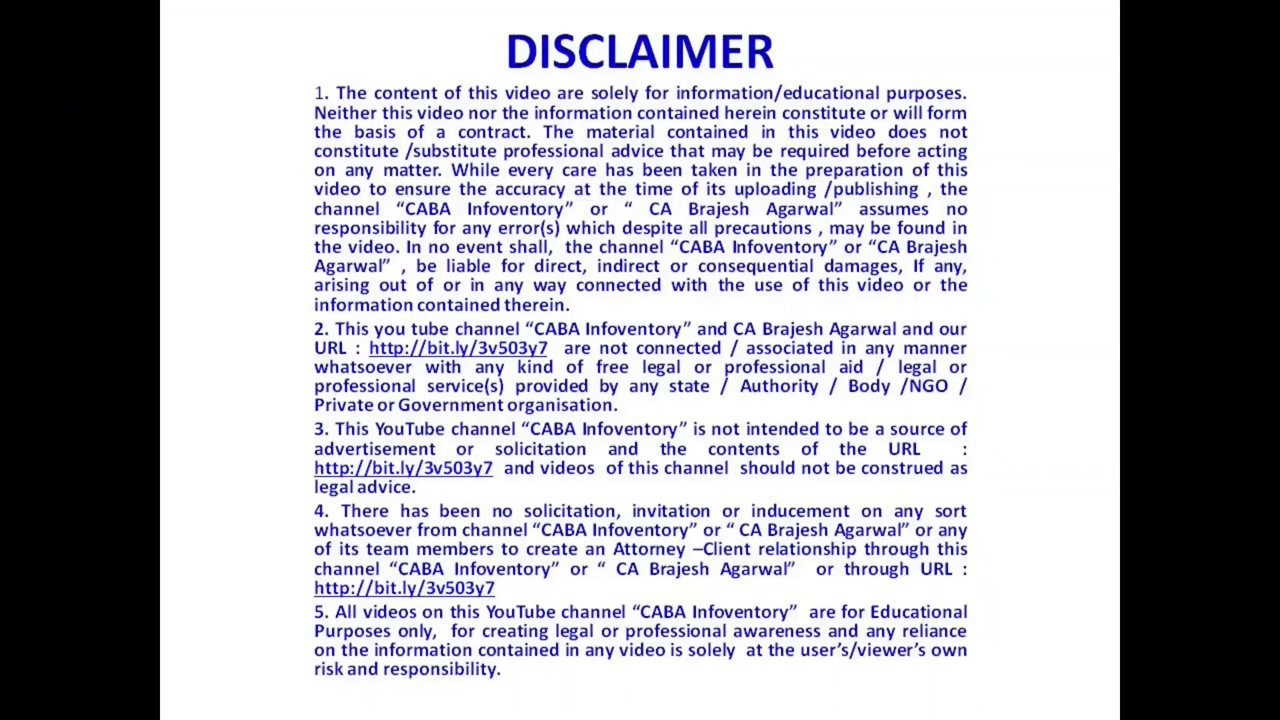 DISCLAIMER
1. The content of this video are solely for information/educational purposes.
Neither this video nor the information contained herein constitute or will form
the basis of a contract. The material contained in this video does not
constitute /substitute professional advice that may be required before acting
on any matter. While every care has been taken in the preparation of this
video to ensure the accuracy at the time of its uploading /publishing , the
channel “CABA Infoventory” or “ CA Brajesh Agarwal” assumes no
responsibility for any error(s) which despite all precautions , may be found in
the video. In no event shall, the channel “CABA Infoventory” or “CA Brajesh
Agarwal” , be liable for direct, indirect or consequential damages, If any,
arising out of or in any way connected with the use of this video or the
information contained therein.
2. This you tube channel “CABA Infoventory” and CA Brajesh Agarwal and our
URL : http://bit.ly/3v503y7 are not connected / associated in any manner
whatsoever with any kind of free legal or professional aid / legal or
professional service(s) provided by any state / Authority / Body /NGO /
Private or Government organisation.
3. This YouTube channel “CABA Infoventory” is not intended to be a source of
advertisement or solicitation and the contents of the URL :
http://bit.ly/3v503y7 and videos of this channel should not be construed as
legal advice.
4. There has been no solicitation, invitation or inducement on any sort
whatsoever from channel “CABA Infoventory” or “ CA Brajesh Agarwal” or any
of its team members to create an Attorney –Client relationship through this
channel “CABA Infoventory” or “ CA Brajesh Agarwal” or through URL :
http://bit.ly/3v503y7
5. All videos on this YouTube channel “CABA Infoventory” are for Educational
Purposes only, for creating legal or professional awareness and any reliance
on the information contained in any video is solely at the user’s/viewer’s own
risk and responsibility.